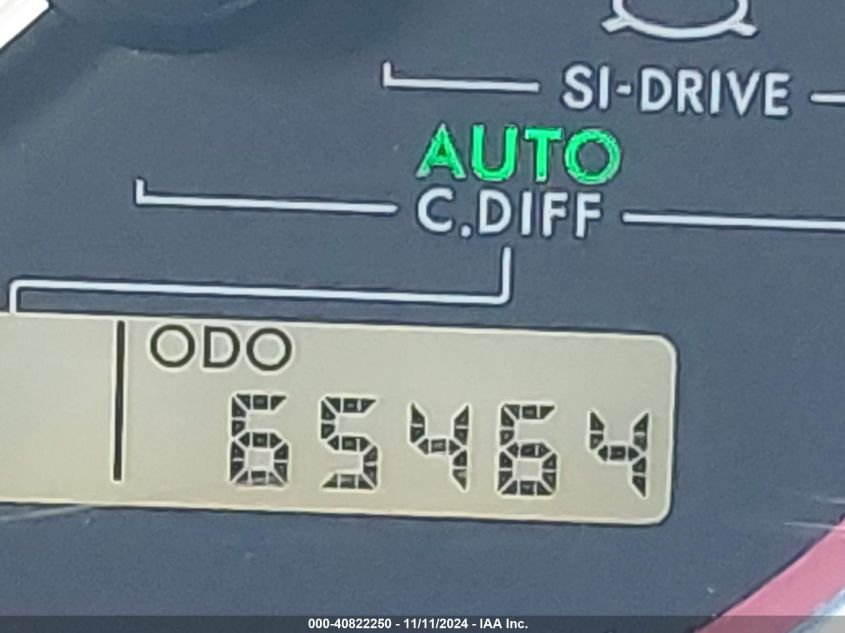 SI-DRIVE
AUTO
C.DIFF
ODO
65464
000-40822250 - 11/11/2024 - IAA Inc.